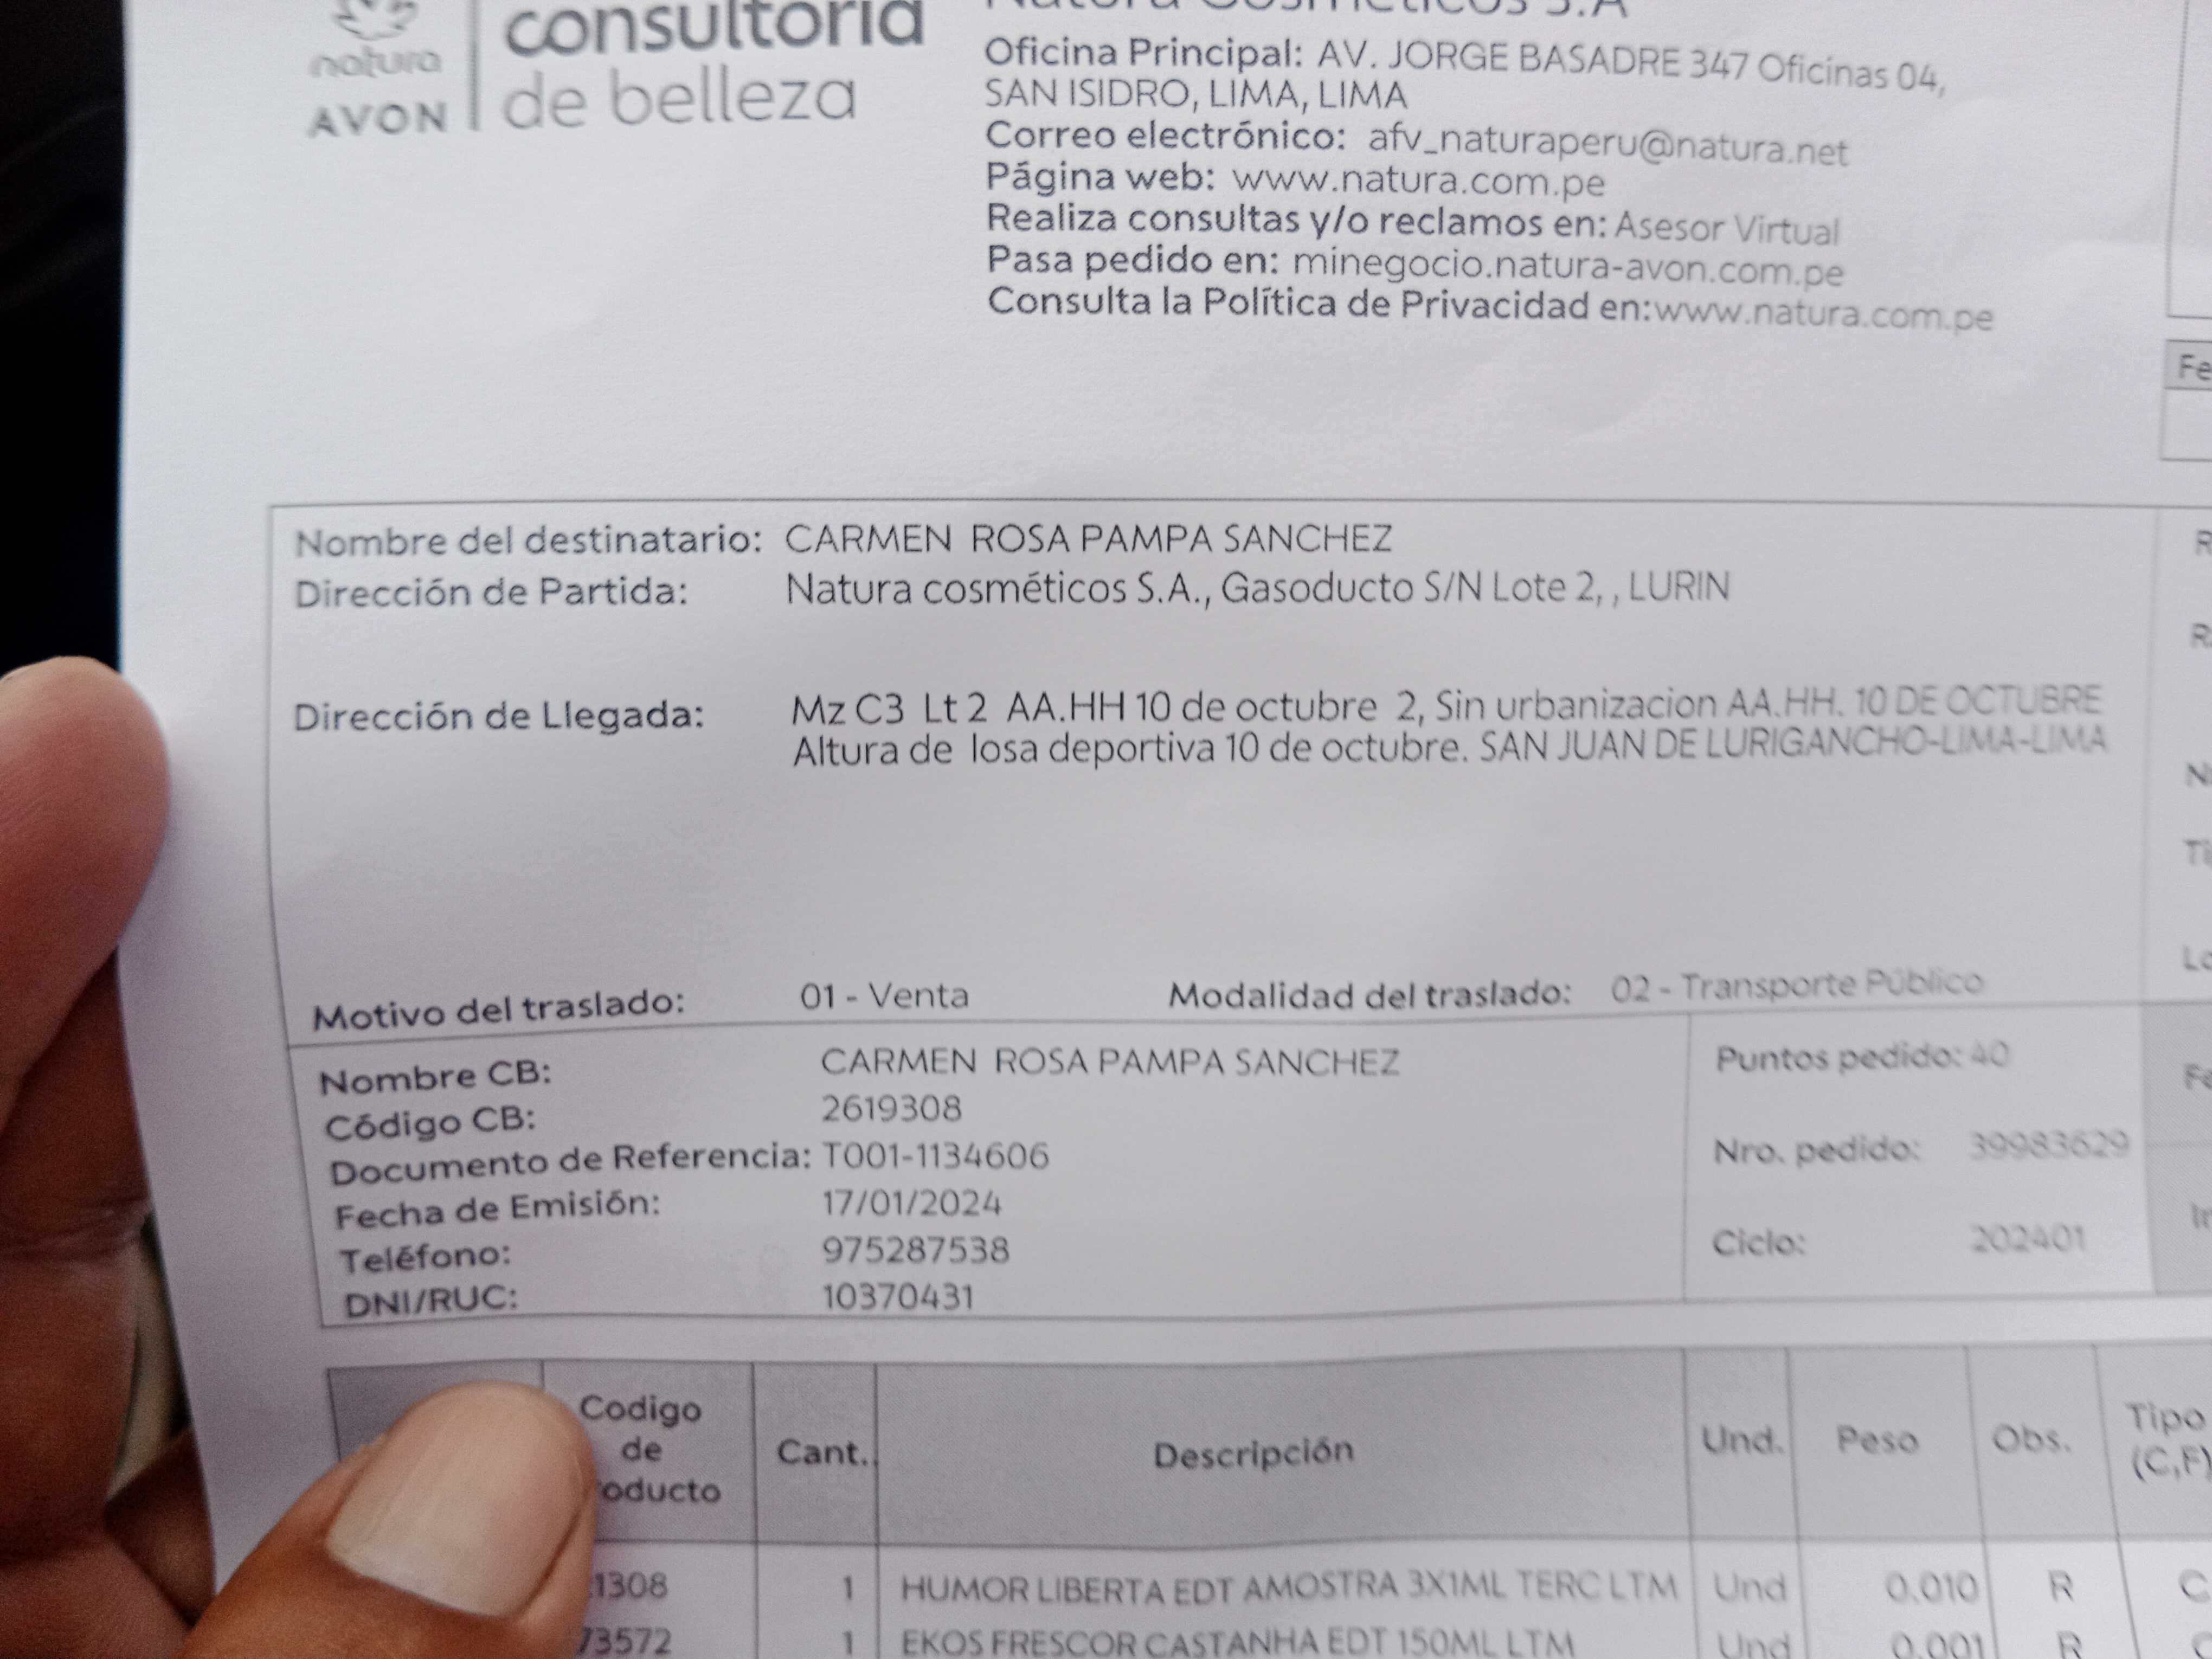 natura
AVON
consultoría
de belleza
Natura Cosméticos S.A
Oficina Principal: AV. JORGE BASADRE 347 Oficinas 04,
SAN ISIDRO, LIMA, LIMA
Correo electrónico: afv_naturaperu@natura.net
Página web: www.natura.com.pe
Realiza consultas y/o reclamos en: Asesor Virtual
Pasa pedido en: minegocio.natura-avon.com.pe
Consulta la Política de Privacidad en:www.natura.com.pe
Fe
Nombre del destinatario: CARMEN ROSA PAMPA SANCHEZ
Dirección de Partida: Natura cosméticos S.A., Gasoducto S/N Lote 2, , LURIN
Dirección de Llegada: Mz C3 Lt 2 AA.HH 10 de octubre 2, Sin urbanizacion AA.HH. 10 DE OCTUBRE
Altura de losa deportiva 10 de octubre. SAN JUAN DE LURIGANCHO-LIMA-LIMA
Motivo del traslado: 01 - Venta Modalidad del traslado: 02 - Transporte Público
Nombre CB: CARMEN ROSA PAMPA SANCHEZ
Código CB: 2619308
Documento de Referencia: T001-1134606
Fecha de Emisión: 17/01/2024
Teléfono: 975287538
DNI/RUC: 10370431
Puntos pedido: 40
Nro. pedido: 39983629
Ciclo: 202401
Codigo de oducto Cant. Descripción Und. Peso Obs. Tipo (C,F)
1308 1 HUMOR LIBERTA EDT AMOSTRA 3X1ML TERC LTM Und 0.010 R C
73572 1 EKOS FRESCOR CASTANHA EDT 150ML LTM Und 0.001 R